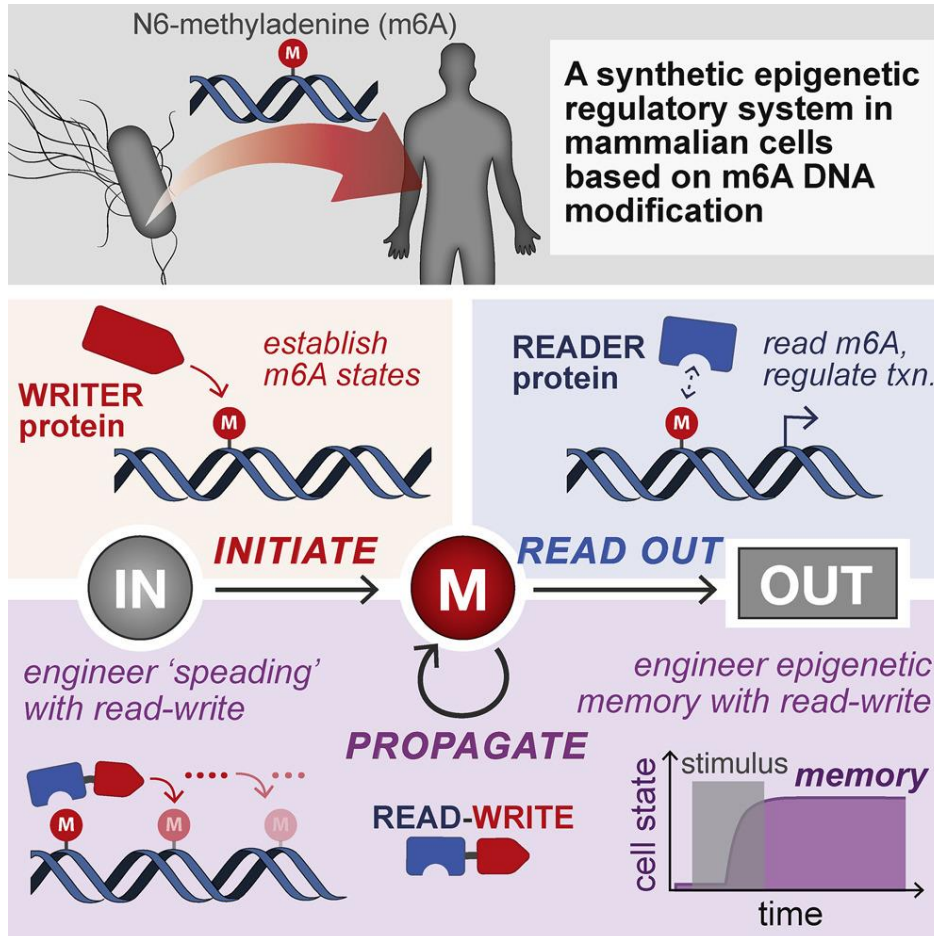 N6-methyladenine (m6A)
M
A synthetic epigenetic
regulatory system in
mammalian cells
based on m6A DNA
modification
WRITER
protein
establish
m6A states
M
READER
protein
read m6A,
regulate txn.
M
IN
INITIATE
M
READ OUT
OUT
engineer ‘speading’
with read-write
PROPAGATE
engineer epigenetic
memory with read-write
M
M
M
READ-WRITE
stimulus
memory
cell state
time